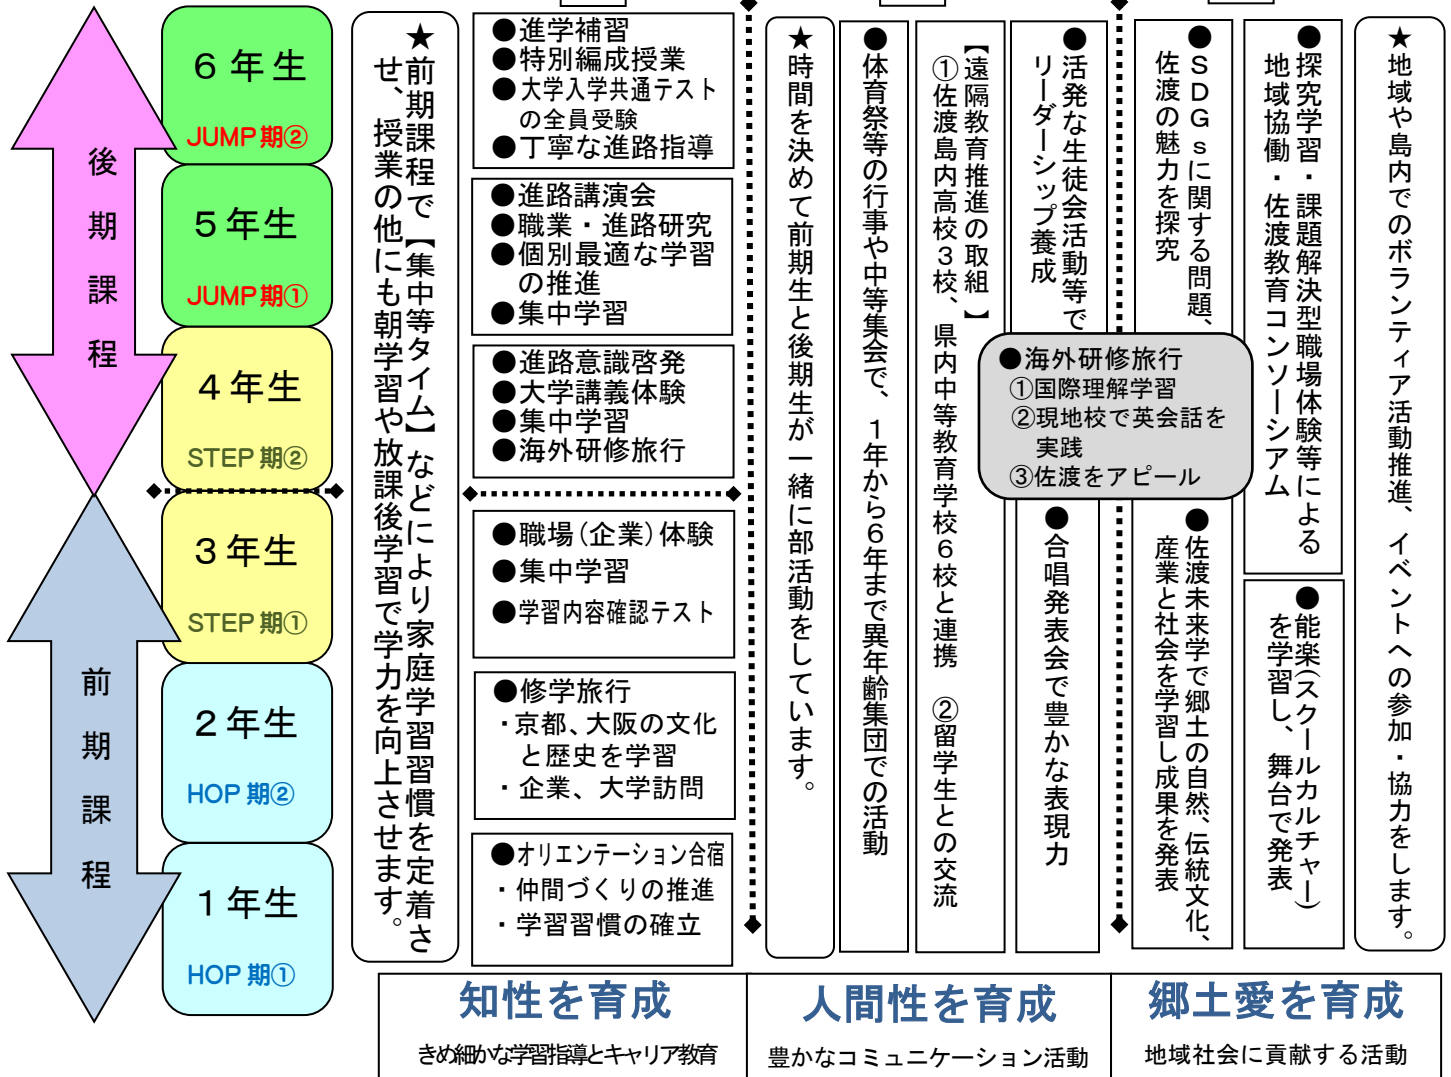 ６年生
JUMP期②
５年生
JUMP期①
４年生
STEP期②
３年生
STEP期①
２年生
HOP期②
１年生
HOP期①
後期課程
前期課程
★前期課程で【集中等タイム】などにより家庭学習習慣を定着さ
せ、授業の他にも朝学習や放課後学習で学力を向上させます。
●進学補習
●特別編成授業
●大学入学共通テスト
の全員受験
●丁寧な進路指導
●進路講演会
●職業・進路研究
●個別最適な学習
の推進
●集中学習
●進路意識啓発
●大学講義体験
●集中学習
●海外研修旅行
●職場(企業)体験
●集中学習
●学習内容確認テスト
●修学旅行
・京都、大阪の文化
と歴史を学習
・企業、大学訪問
●オリエンテーション合宿
・仲間づくりの推進
・学習習慣の確立
★時間を決めて前期生と後期生が一緒に部活動をしています。
●体育祭等の行事や中等集会で、１年から６年まで異年齢集団での活動
【遠隔教育推進の取組】
①佐渡島内高校３校、県内中等教育学校６校と連携　②留学生との交流
●活発な生徒会活動等で
リーダーシップ養成
●海外研修旅行
①国際理解学習
②現地校で英会話を
実践
③佐渡をアピール
●合唱発表会で豊かな表現力
●ＳＤＧｓに関する問題、
佐渡の魅力を探究
●佐渡未来学で郷土の自然、伝統文化、
産業と社会を学習し成果を発表
●探究学習・課題解決型職場体験等による
地域協働・佐渡教育コンソーシアム
●能楽(スクールカルチャー)
を学習し、舞台で発表
★地域や島内でのボランティア活動推進、イベントへの参加・協力をします。
知性を育成
きめ細かな学習指導とキャリア教育
人間性を育成
豊かなコミュニケーション活動
郷土愛を育成
地域社会に貢献する活動